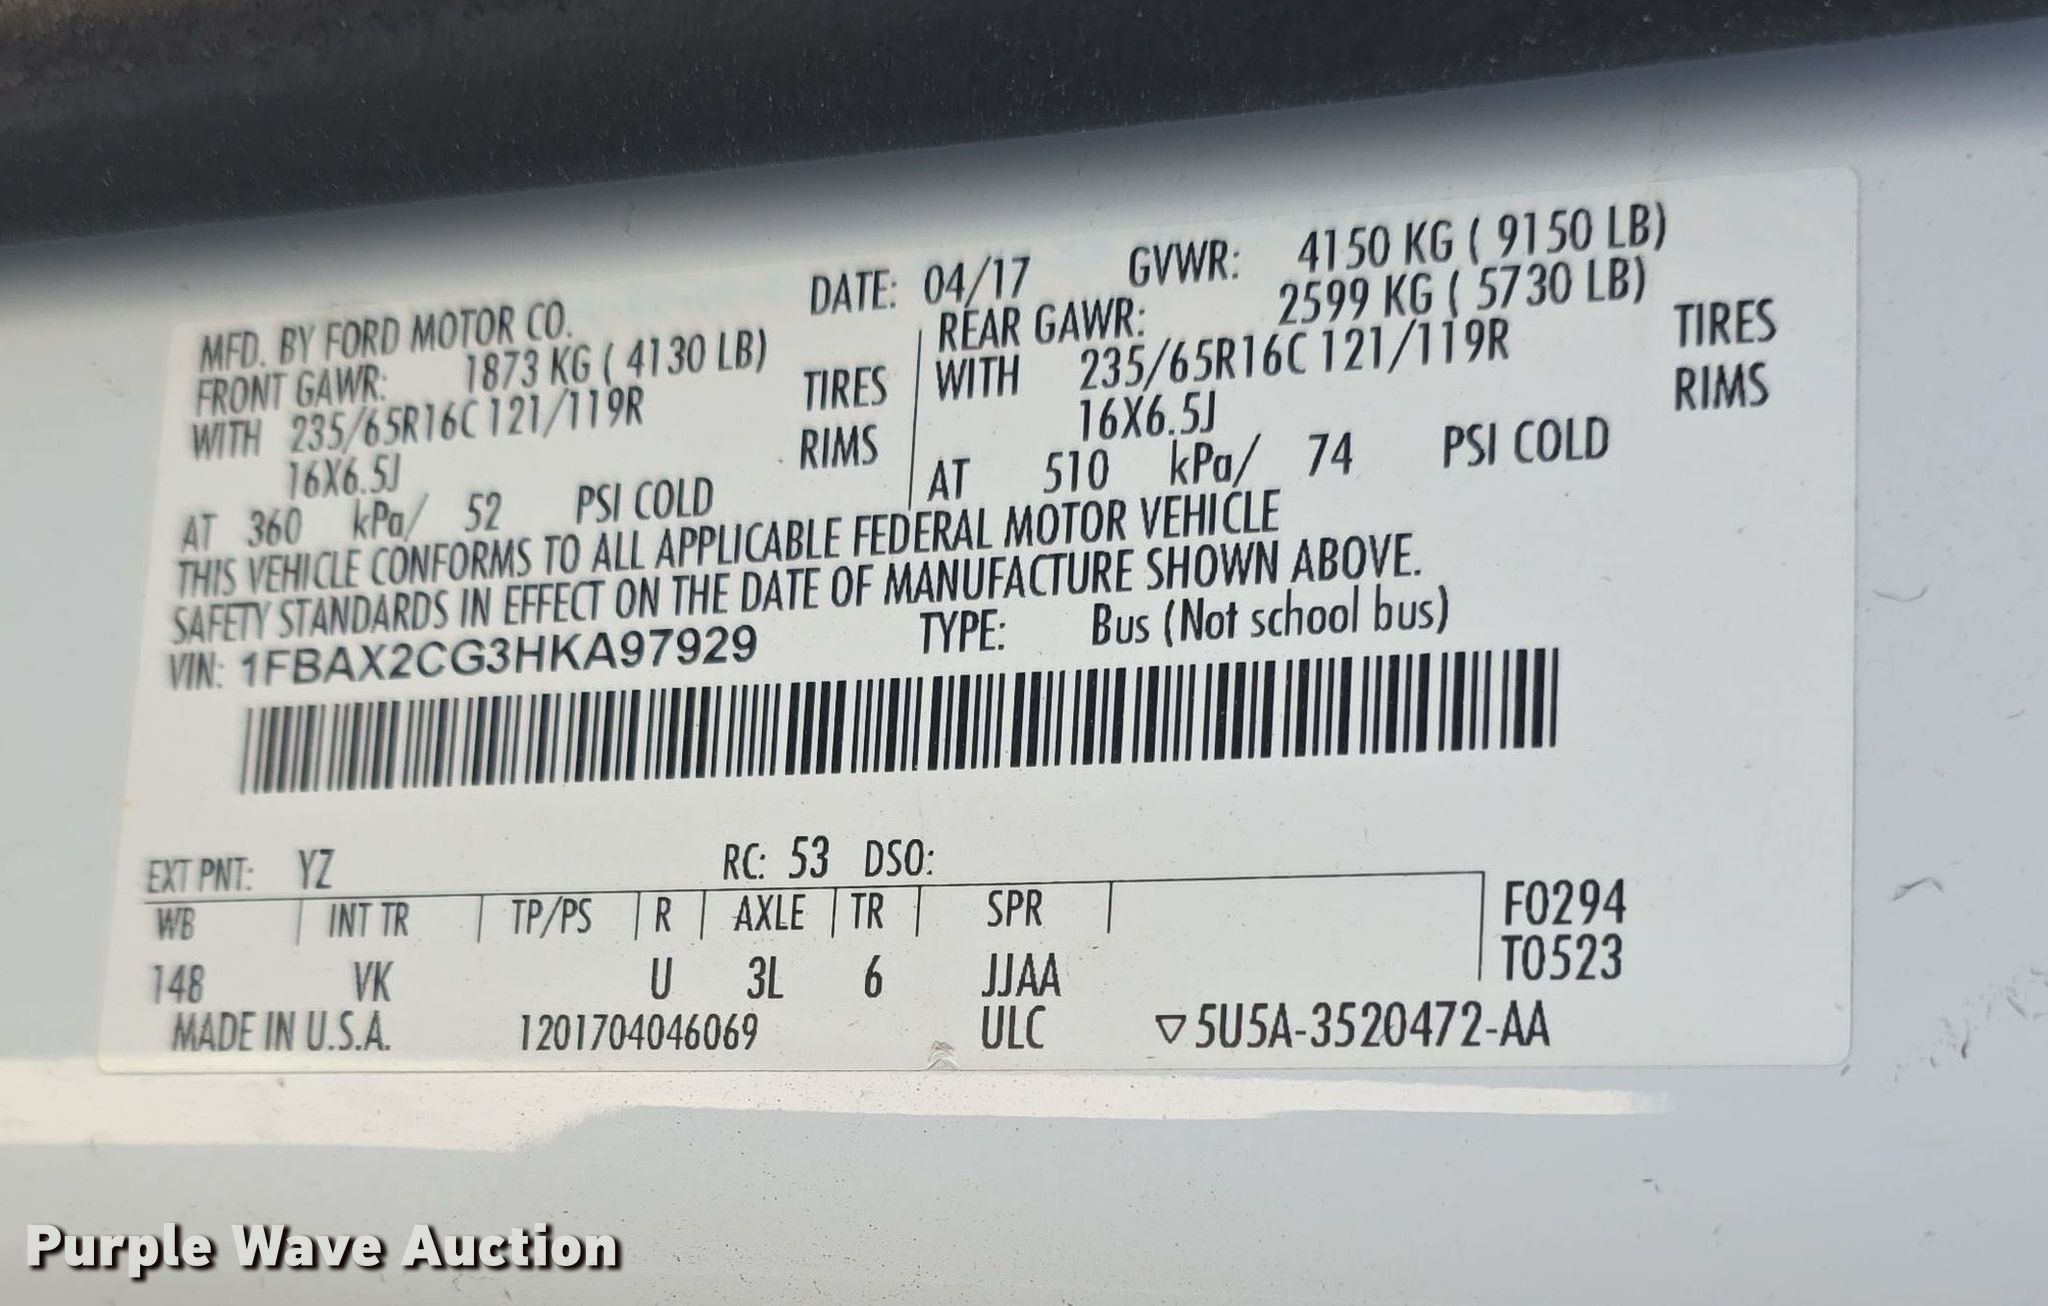 MFD. BY FORD MOTOR CO. DATE: 04/17 GVWR: 4150 KG ( 9150 LB)
FRONT GAWR: 1873 KG ( 4130 LB) REAR GAWR: 2599 KG ( 5730 LB)
WITH 235/65R16C 121/119R TIRES WITH 235/65R16C 121/119R TIRES
16X6.5J RIMS 16X6.5J RIMS
AT 360 kPa/ 52 PSI COLD AT 510 kPa/ 74 PSI COLD
THIS VEHICLE CONFORMS TO ALL APPLICABLE FEDERAL MOTOR VEHICLE
SAFETY STANDARDS IN EFFECT ON THE DATE OF MANUFACTURE SHOWN ABOVE.
VIN: 1FBAX2CG3HKA97929 TYPE: Bus (Not school bus)
EXT PNT: YZ RC: 53 DSO:
WB INT TR TP/PS R AXLE TR SPR F0294
148 VK U 3L 6 JJAA T0523
MADE IN U.S.A. 1201704046069 ULC ▽5U5A-3520472-AA
Purple Wave Auction